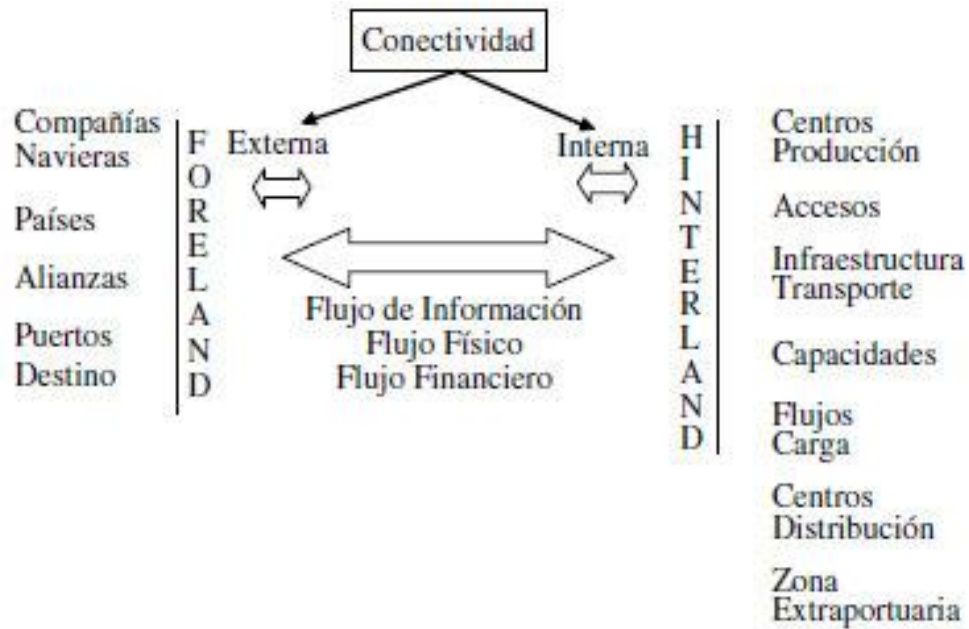 Conectividad
Compañías
Navieras
Países
Alianzas
Puertos
Destino
FORELAND
Externa
Interna
Flujo de Información
Flujo Físico
Flujo Financiero
HINTERLAND
Centros
Producción
Accesos
Infraestructura
Transporte
Capacidades
Flujos
Carga
Centros
Distribución
Zona
Extraportuaria